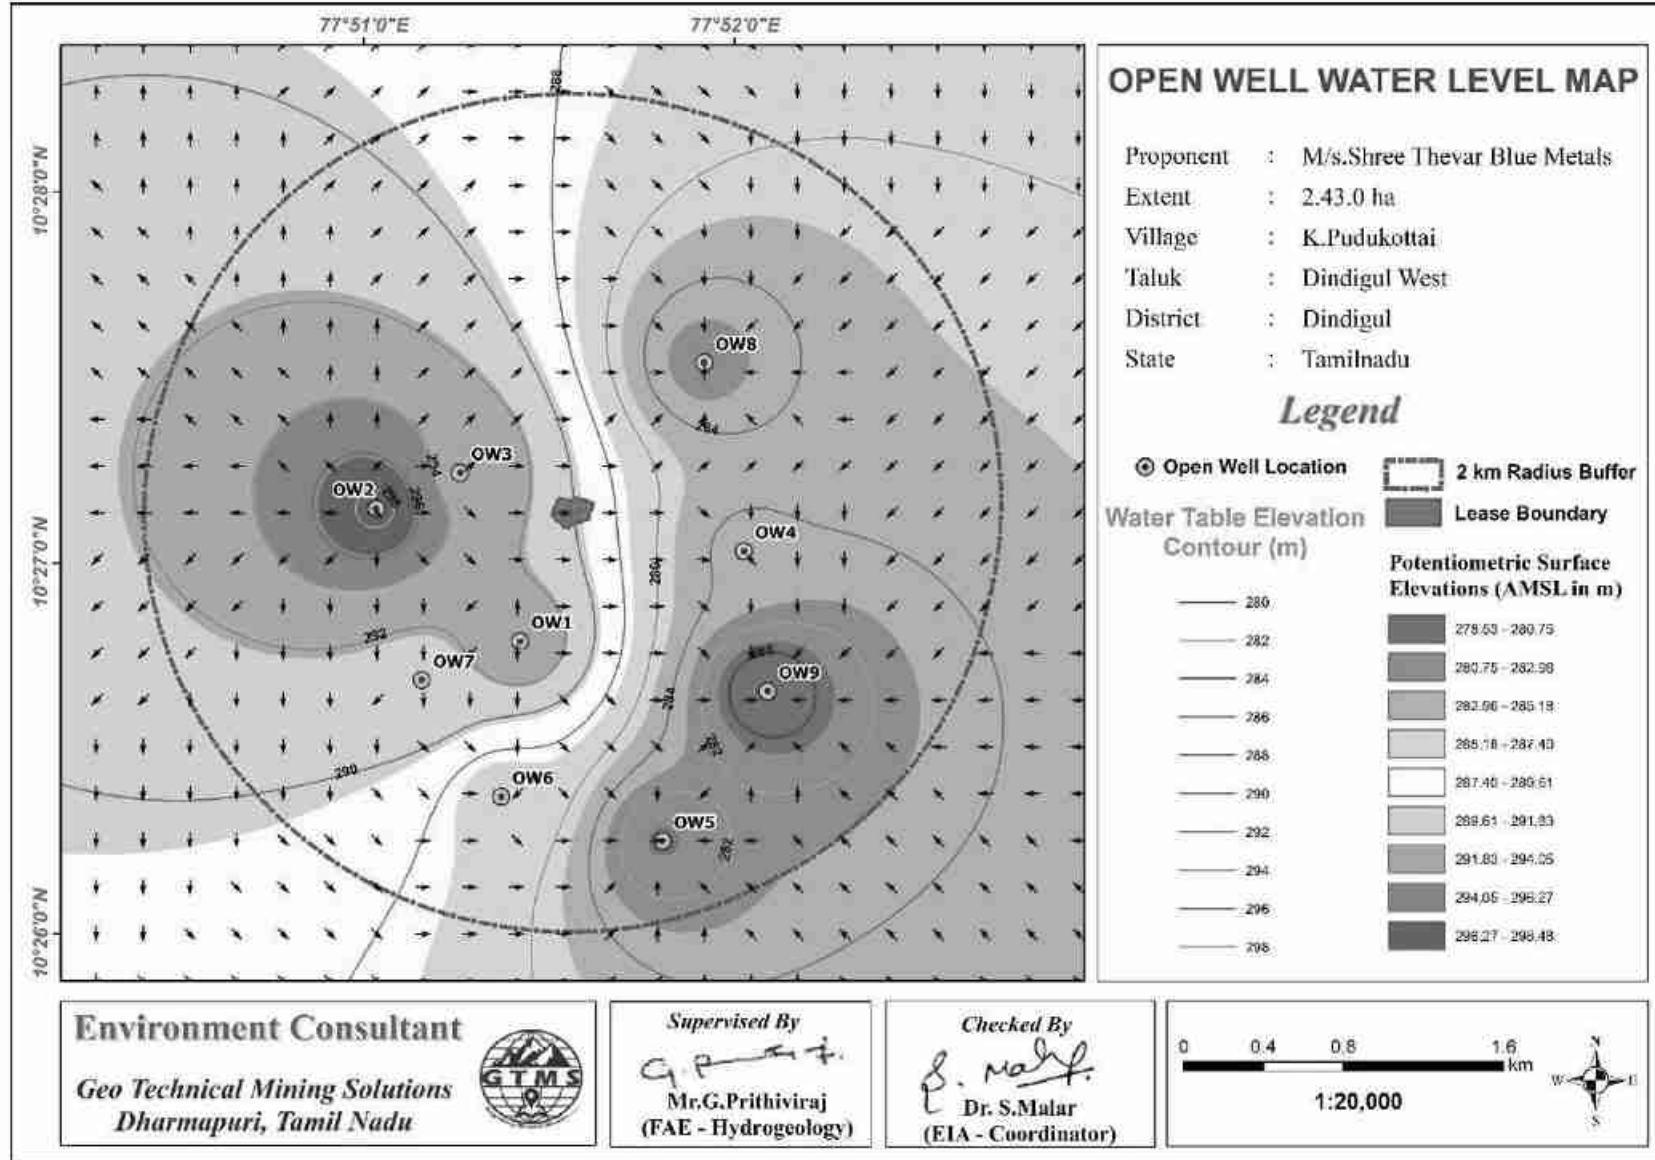 77°51'0"E
77°52'0"E
10°28'0"N
10°27'0"N
10°26'0"N
288
OW8
284
OW3
294
OW2
296
OW4
286
OW1
292
OW7
OW9
284
282
290
OW6
OW5
282
OPEN WELL WATER LEVEL MAP
Proponent : M/s.Shree Thevar Blue Metals
Extent : 2.43.0 ha
Village : K.Pudukottai
Taluk : Dindigul West
District : Dindigul
State : Tamilnadu
Legend
Open Well Location
2 km Radius Buffer
Lease Boundary
Water Table Elevation
Contour (m)
280
282
284
286
288
290
292
294
296
298
Potentiometric Surface
Elevations (AMSL in m)
278.53 - 280.75
280.75 - 282.96
282.96 - 285.18
285.18 - 287.40
287.40 - 289.61
289.61 - 291.83
291.83 - 294.05
294.05 - 296.27
296.27 - 298.48
Environment Consultant
Geo Technical Mining Solutions
Dharmapuri, Tamil Nadu
GTMS
Supervised By
Mr.G.Prithiviraj
(FAE - Hydrogeology)
Checked By
Dr. S.Malar
(EIA - Coordinator)
0 0.4 0.8 1.6
km
1:20,000
N
W E
S